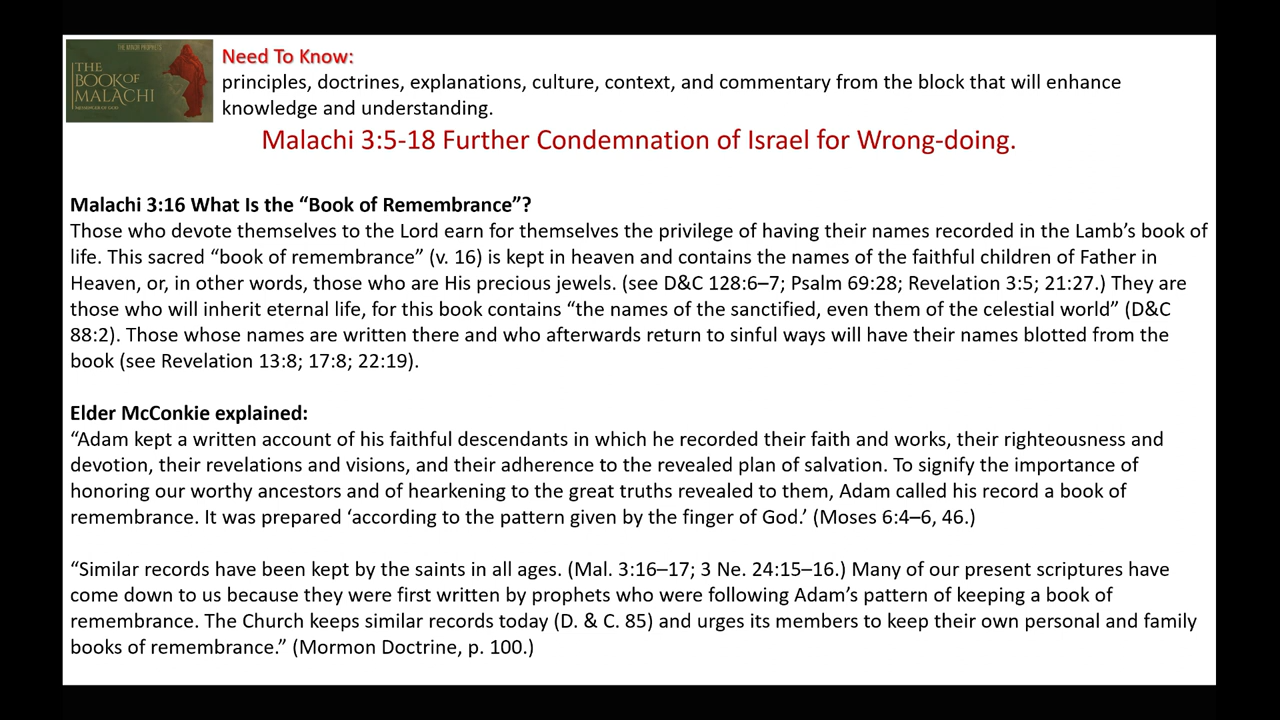 THE MINOR PROPHETS
THE
BOOK OF
MALACHI
Need To Know:
principles, doctrines, explanations, culture, context, and commentary from the block that will enhance
knowledge and understanding.
Malachi 3:5-18 Further Condemnation of Israel for Wrong-doing.
Malachi 3:16 What Is the “Book of Remembrance”?
Those who devote themselves to the Lord earn for themselves the privilege of having their names recorded in the Lamb’s book of
life. This sacred “book of remembrance” (v. 16) is kept in heaven and contains the names of the faithful children of Father in
Heaven, or, in other words, those who are His precious jewels. (see D&C 128:6–7; Psalm 69:28; Revelation 3:5; 21:27.) They are
those who will inherit eternal life, for this book contains “the names of the sanctified, even them of the celestial world” (D&C
88:2). Those whose names are written there and who afterwards return to sinful ways will have their names blotted from the
book (see Revelation 13:8; 17:8; 22:19).
Elder McConkie explained:
“Adam kept a written account of his faithful descendants in which he recorded their faith and works, their righteousness and
devotion, their revelations and visions, and their adherence to the revealed plan of salvation. To signify the importance of
honoring our worthy ancestors and of hearkening to the great truths revealed to them, Adam called his record a book of
remembrance. It was prepared ‘according to the pattern given by the finger of God.’ (Moses 6:4–6, 46.)
“Similar records have been kept by the saints in all ages. (Mal. 3:16–17; 3 Ne. 24:15–16.) Many of our present scriptures have
come down to us because they were first written by prophets who were following Adam’s pattern of keeping a book of
remembrance. The Church keeps similar records today (D. & C. 85) and urges its members to keep their own personal and family
books of remembrance.” (Mormon Doctrine, p. 100.)